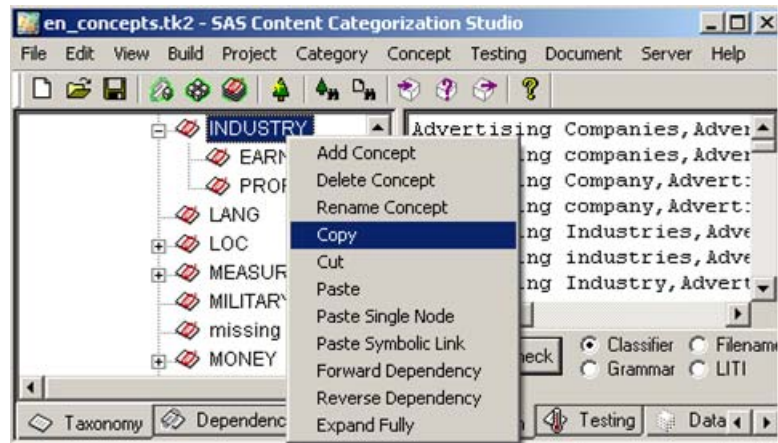 en_concepts.tk2 - SAS Content Categorization Studio
File Edit View Build Project Category Concept Testing Document Server Help
INDUSTRY
EARN
PROF
LANG
LOC
MEASUR
MILITARY
missing
MONEY
Add Concept
Delete Concept
Rename Concept
Copy
Cut
Paste
Paste Single Node
Paste Symbolic Link
Forward Dependency
Reverse Dependency
Expand Fully
Advertising Companies,Adver
ng companies,Adver
ng Company,Advert
ng company,Advert
ng Industries,Adve
ng industries,Adve
ng Industry,Advert
eck
Classifier Filename
Grammar LITI
Taxonomy Dependenc Testing Data